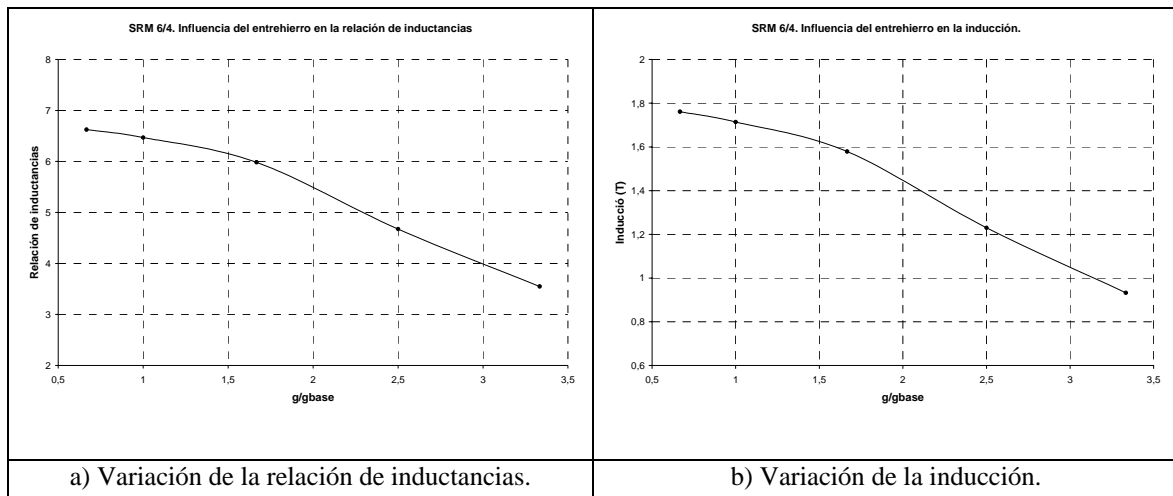 SRM 6/4. Influencia del entrehierro en la relación de inductancias
8
7
6
5
4
3
2
Relación de inductancias
0,5 1 1,5 2 2,5 3 3,5
g/gbase
a) Variación de la relación de inductancias.
SRM 6/4. Influencia del entrehierro en la inducción.
2
1,8
1,6
1,4
1,2
1
0,8
0,6
Inducció (T)
0,5 1 1,5 2 2,5 3 3,5
g/gbase
b) Variación de la inducción.